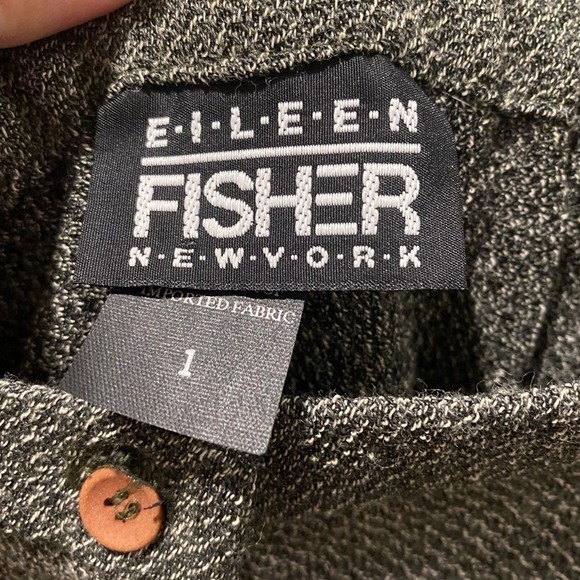 E·I·L·E·E·N
FISHER
N·E·W·Y·O·R·K
IMPORTED FABRIC
1